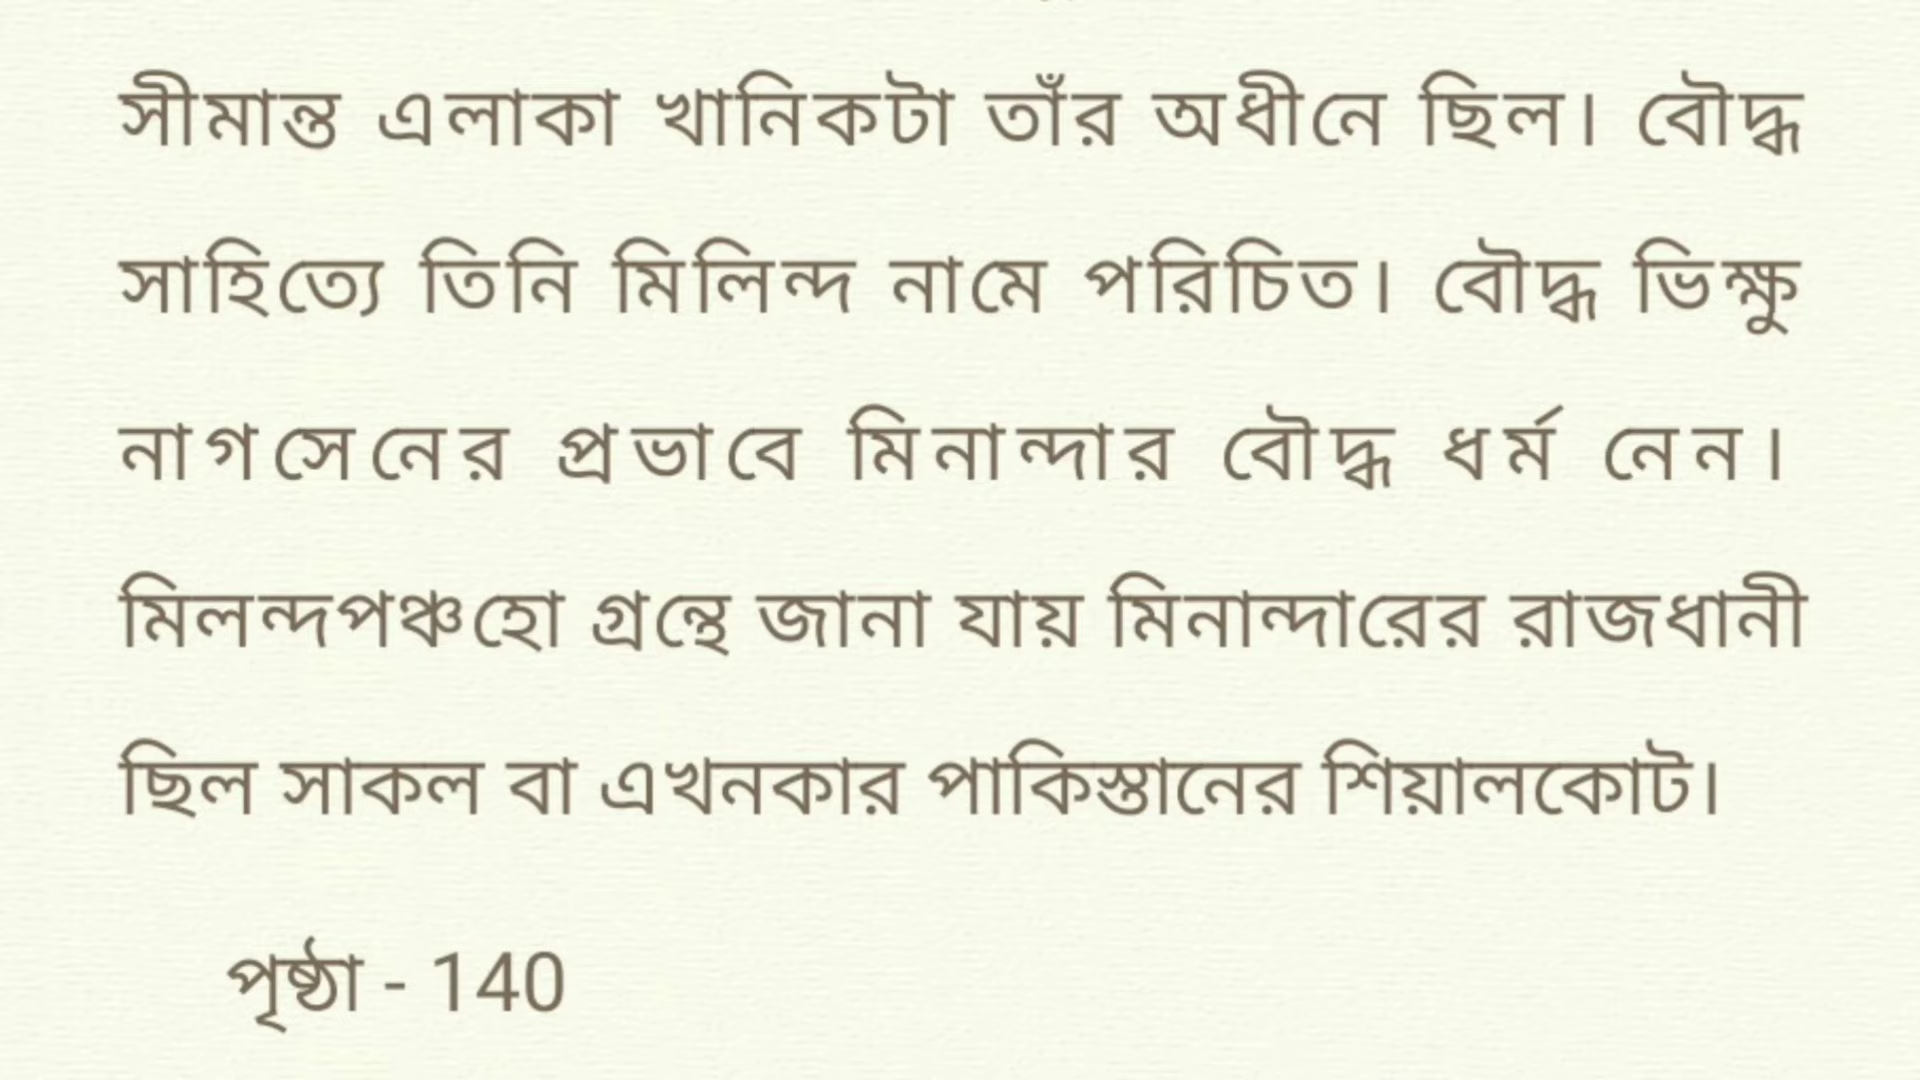 সীমান্ত এলাকা খানিকটা তাঁর অধীনে ছিল। বৌদ্ধ
সাহিত্যে তিনি মিলিন্দ নামে পরিচিত। বৌদ্ধ ভিক্ষু
নাগসেনের প্রভাবে মিনান্দার বৌদ্ধ ধর্ম নেন।
মিলন্দপঞ্চহো গ্রন্থে জানা যায় মিনান্দারের রাজধানী
ছিল সাকল বা এখনকার পাকিস্তানের শিয়ালকোট।
পৃষ্ঠা - 140